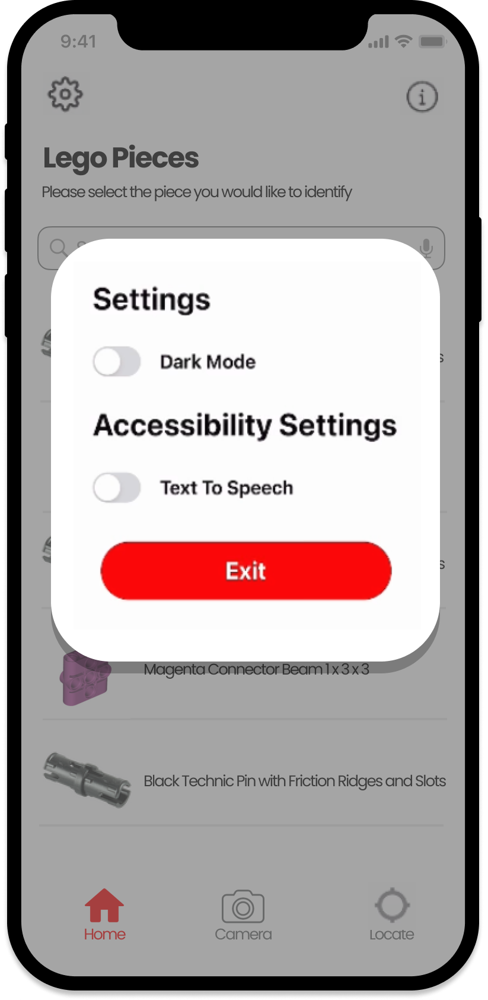 9:41
Lego Pieces
Please select the piece you would like to identify
Settings
Dark Mode
Accessibility Settings
Text To Speech
Exit
Magenta Connector Beam 1 x 3 x 3
Black Technic Pin with Friction Ridges and Slots
Home
Camera
Locate